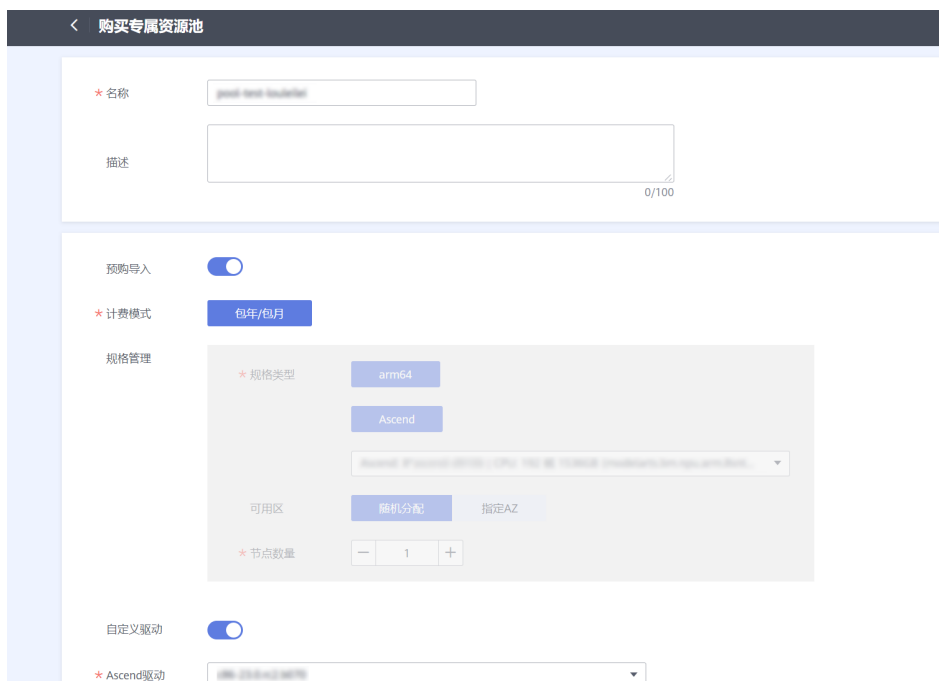 购买专属资源池
* 名称
描述
0/100
预购导入
* 计费模式 包年/包月
规格管理
* 规格类型 arm64
Ascend
可用区 随机分配 指定AZ
* 节点数量 — 1 +
自定义驱动
* Ascend驱动